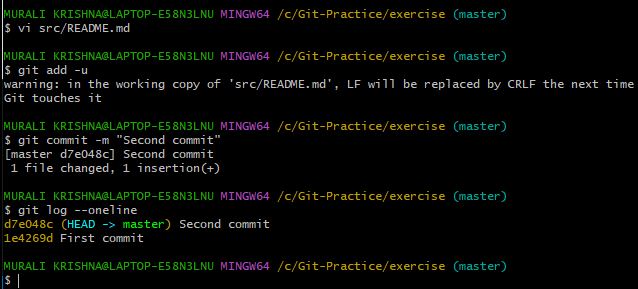 MURALI KRISHNA@LAPTOP-E58N3LNU MINGW64 /c/Git-Practice/exercise (master)
$ vi src/README.md
MURALI KRISHNA@LAPTOP-E58N3LNU MINGW64 /c/Git-Practice/exercise (master)
$ git add -u
warning: in the working copy of 'src/README.md', LF will be replaced by CRLF the next time
Git touches it
MURALI KRISHNA@LAPTOP-E58N3LNU MINGW64 /c/Git-Practice/exercise (master)
$ git commit -m "Second commit"
[master d7e048c] Second commit
1 file changed, 1 insertion(+)
MURALI KRISHNA@LAPTOP-E58N3LNU MINGW64 /c/Git-Practice/exercise (master)
$ git log --oneline
d7e048c (HEAD -> master) Second commit
1e4269d First commit
MURALI KRISHNA@LAPTOP-E58N3LNU MINGW64 /c/Git-Practice/exercise (master)
$